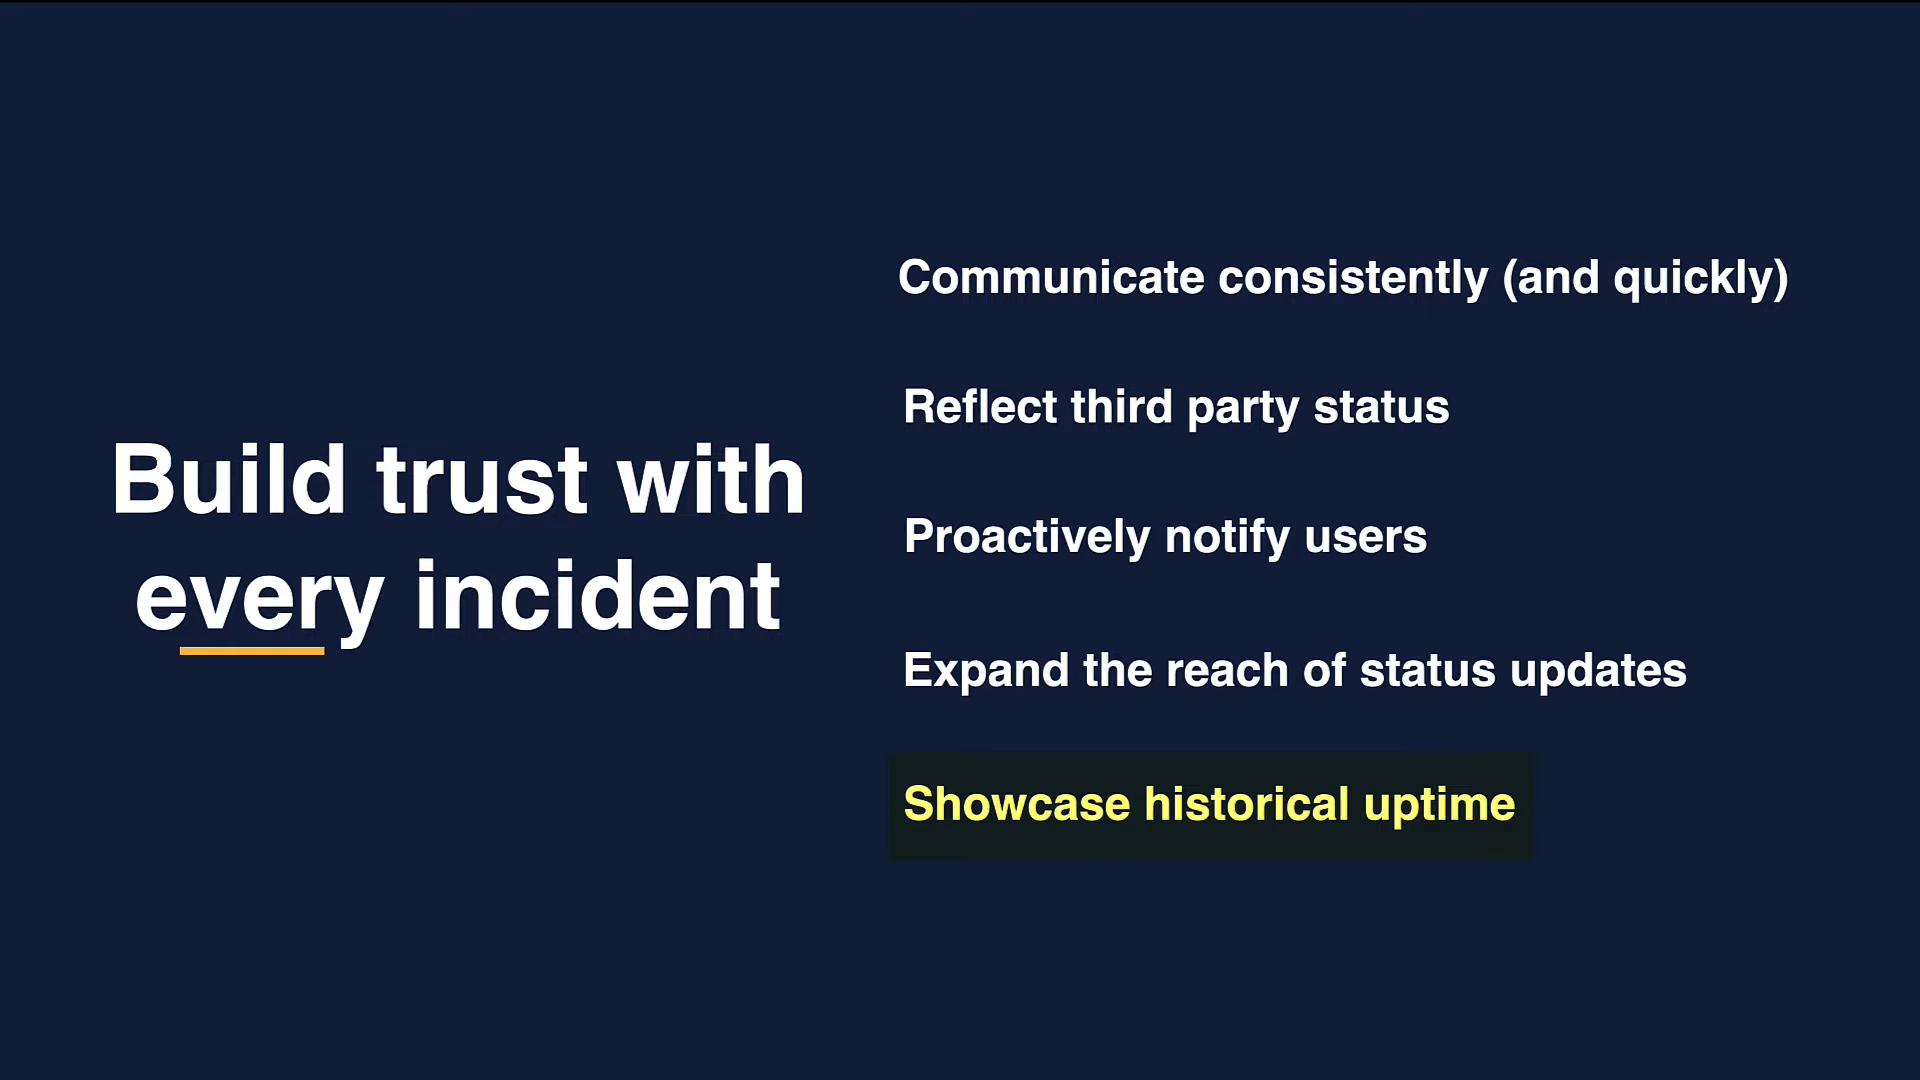 Build trust with
every incident
Communicate consistently (and quickly)
Reflect third party status
Proactively notify users
Expand the reach of status updates
Showcase historical uptime